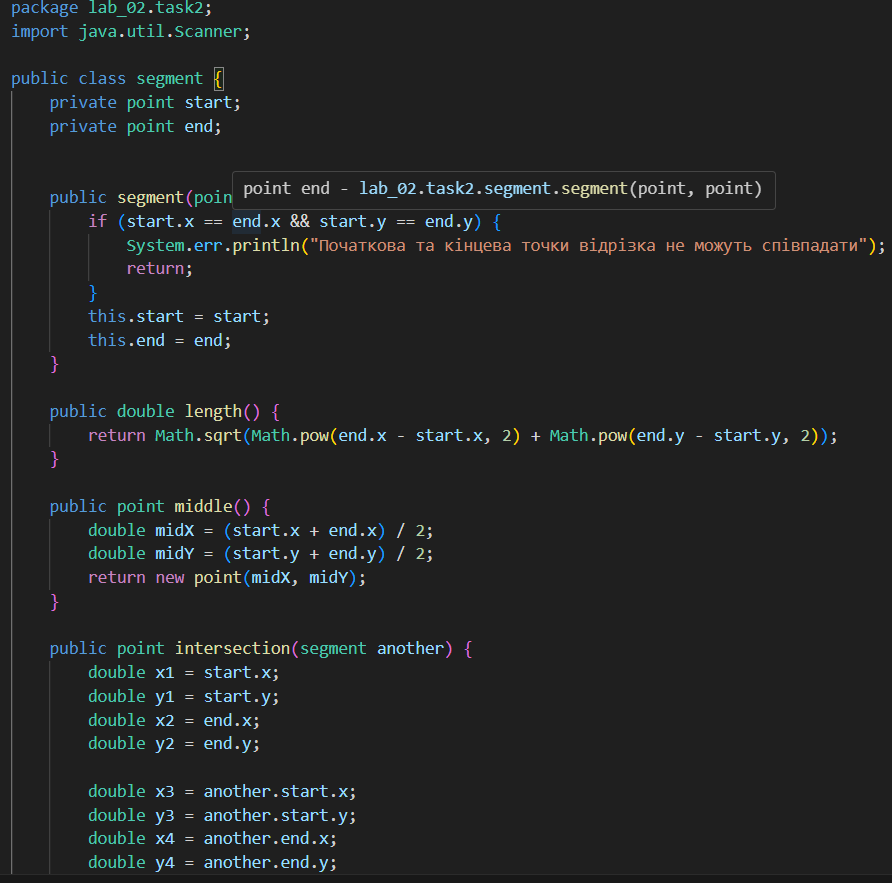 package lab_02.task2;
import java.util.Scanner;
public class segment {
private point start;
private point end;
point end - lab_02.task2.segment.segment(point, point)
public segment(poin
if (start.x == end.x && start.y == end.y) {
System.err.println("Початкова та кінцева точки відрізка не можуть співпадати");
return;
}
this.start = start;
this.end = end;
}
public double length() {
return Math.sqrt(Math.pow(end.x - start.x, 2) + Math.pow(end.y - start.y, 2));
}
public point middle() {
double midX = (start.x + end.x) / 2;
double midY = (start.y + end.y) / 2;
return new point(midX, midY);
}
public point intersection(segment another) {
double x1 = start.x;
double y1 = start.y;
double x2 = end.x;
double y2 = end.y;
double x3 = another.start.x;
double y3 = another.start.y;
double x4 = another.end.x;
double y4 = another.end.y;